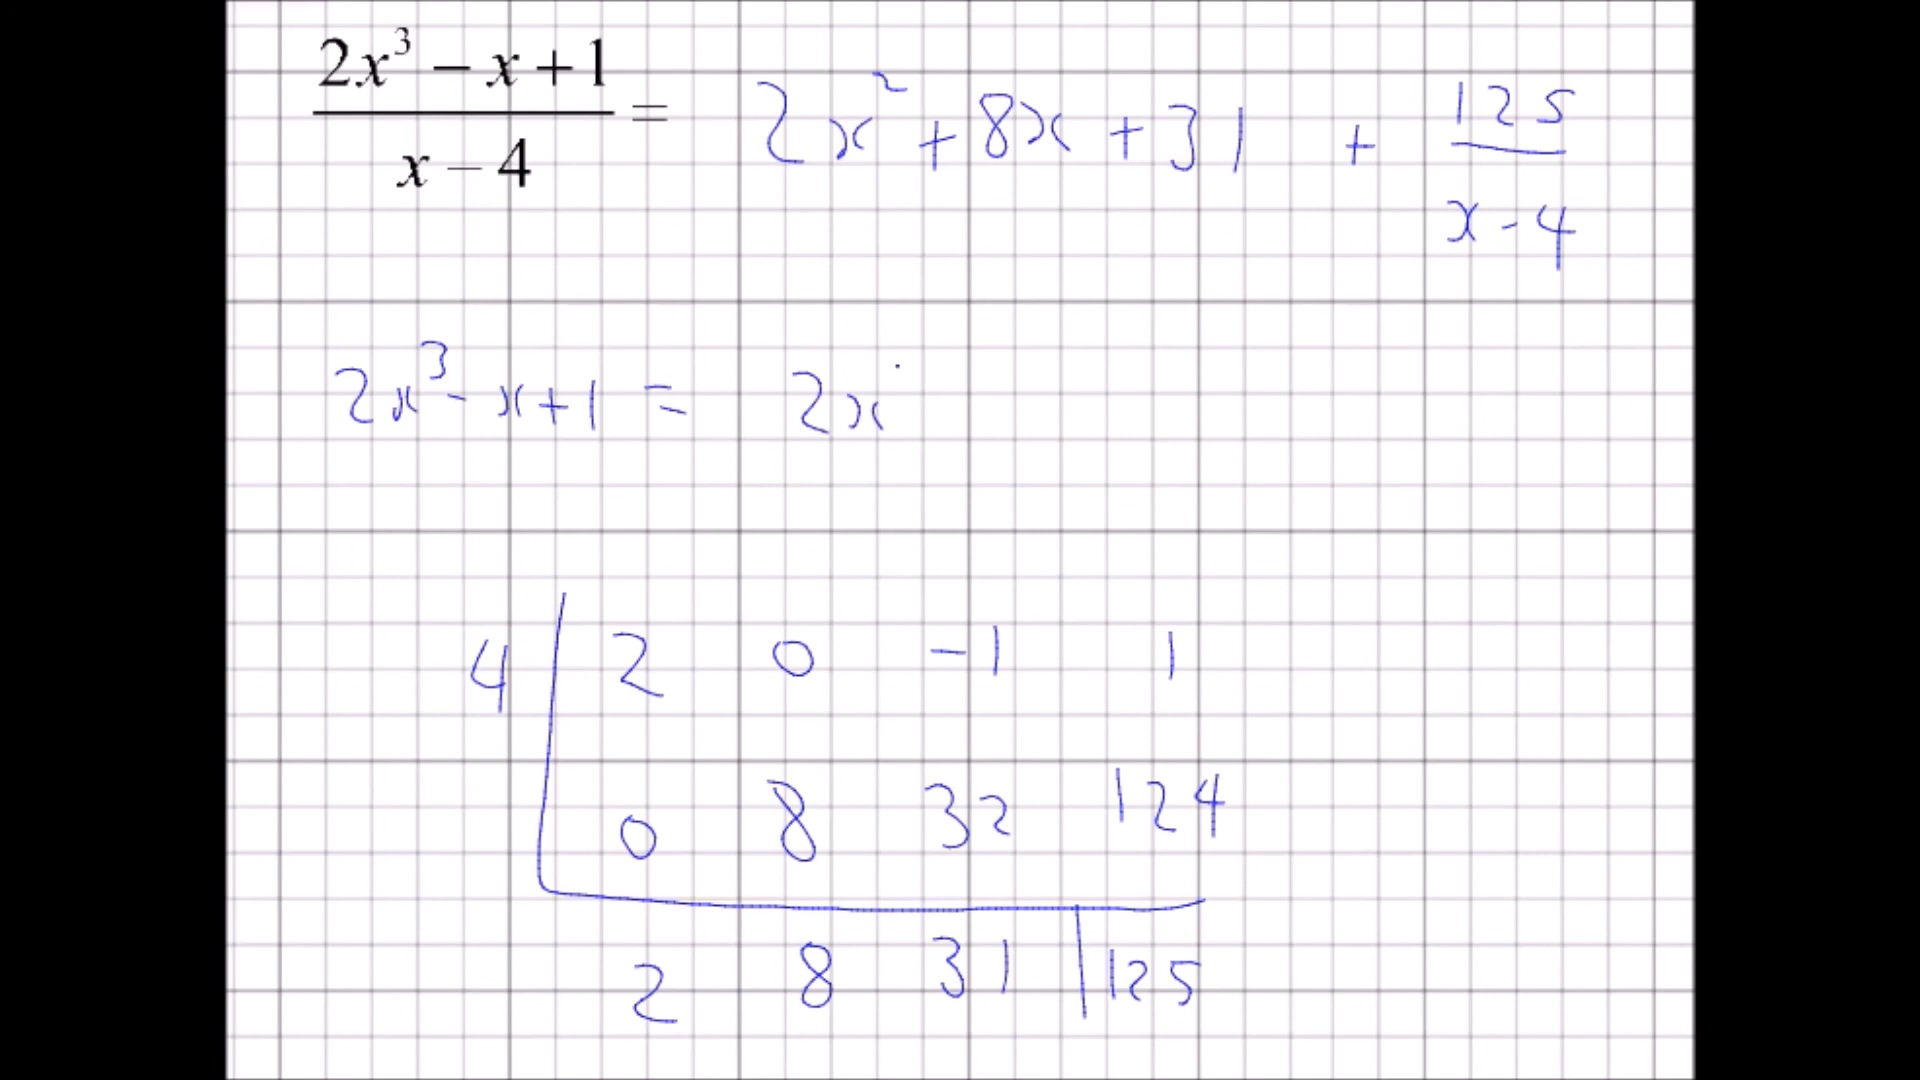 2x³ − x + 1 / x − 4 = 2x² + 8x + 31 + 125 / x - 4
2x³ - x + 1 = 2x
4 | 2 0 -1 1
0 8 32 124
2 8 31 | 125